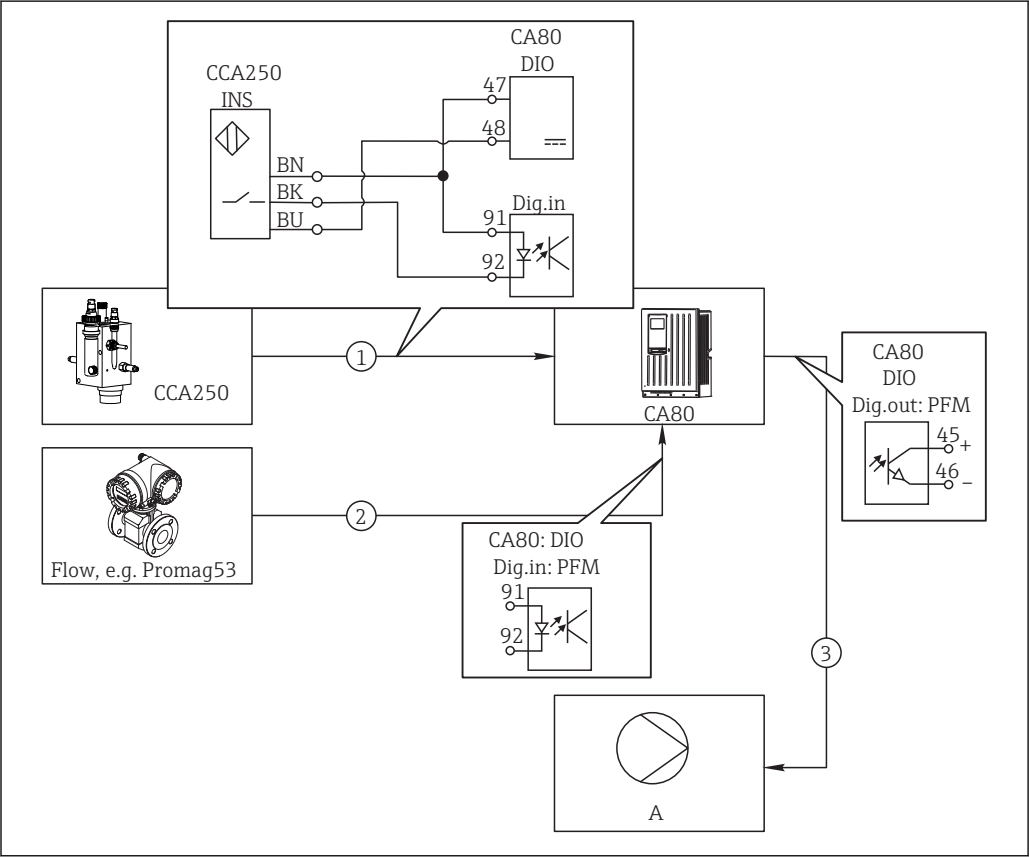 CA80
DIO
CCA250
INS
47
48
BN
BK
BU
Dig.in
91
92
CCA250
1
CA80
CA80
DIO
Dig.out: PFM
45
+
46
–
Flow, e.g. Promag53
2
CA80: DIO
Dig.in: PFM
91
92
3
A